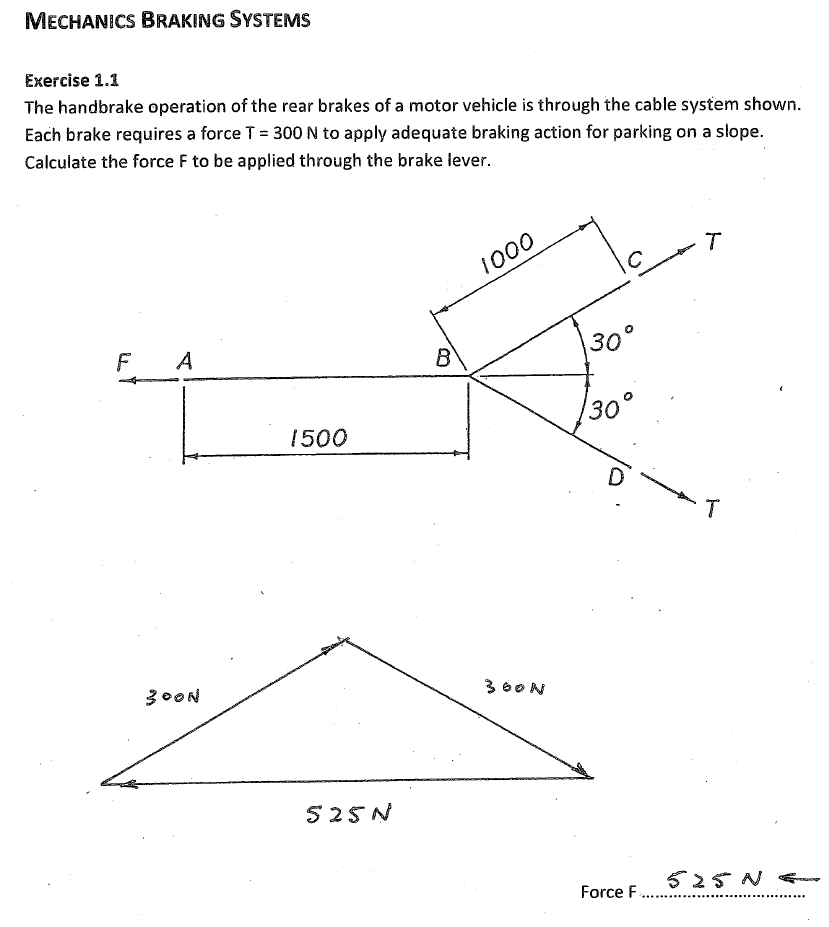 MECHANICS BRAKING SYSTEMS
Exercise 1.1
The handbrake operation of the rear brakes of a motor vehicle is through the cable system shown.
Each brake requires a force T = 300 N to apply adequate braking action for parking on a slope.
Calculate the force F to be applied through the brake lever.
1000
T
C
30°
F A B
30°
1500
D
T
300N
300N
525N
Force F ........525 N ←........